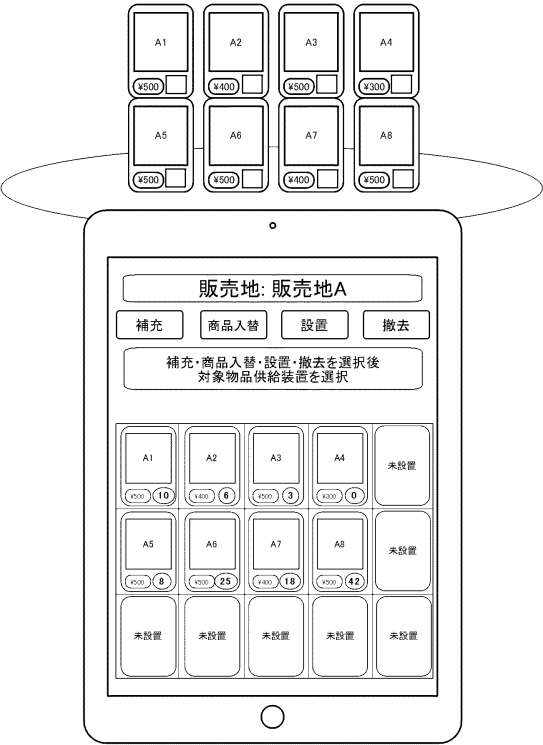 A1
A2
A3
A4
¥500
¥400
¥500
¥300
A5
A6
A7
A8
¥500
¥500
¥400
¥500
販売地: 販売地A
補充
商品入替
設置
撤去
補充・商品入替・設置・撤去を選択後
対象物品供給装置を選択
A1
A2
A3
A4
未設置
¥500 10
¥400 6
¥500 3
¥300 0
A5
A6
A7
A8
未設置
¥500 8
¥500 25
¥400 18
¥500 42
未設置
未設置
未設置
未設置
未設置